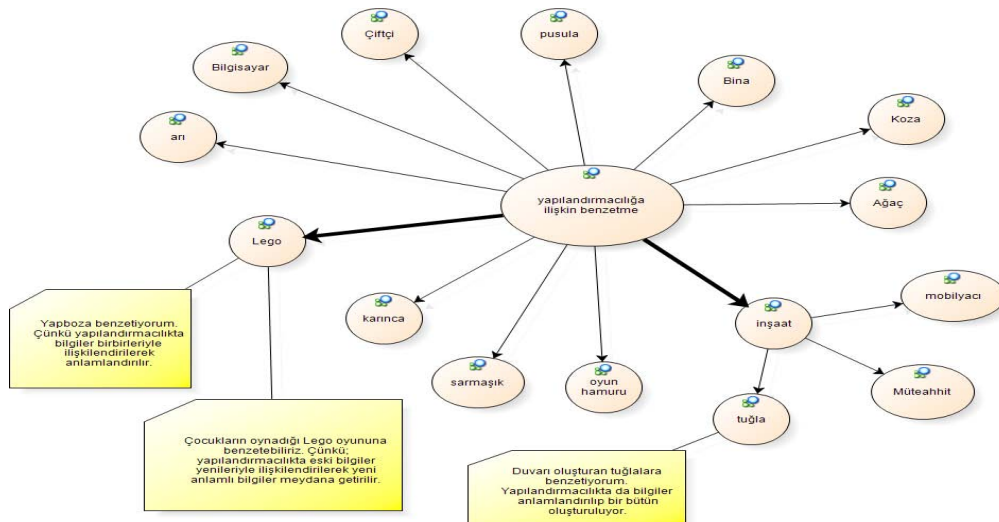 Çiftçi
pusula
Bilgisayar
Bina
arı
Koza
yapılandırmacılığa
ilişkin benzetme
Ağaç
Lego
karınca
inşaat
mobilyacı
sarmaşık
oyun
hamuru
tuğla
Müteahhit
Yapboza benzetiyorum.
Çünkü yapılandırmacılıkta
bilgiler birbirleriyle
ilişkilendirilerek
anlamlandırılır.
Çocukların oynadığı Lego oyununa
benzetebiliriz. Çünkü;
yapılandırmacılıkta eski bilgiler
yenileriyle ilişkilendirilerek yeni
anlamlı bilgiler meydana getirilir.
Duvarı oluşturan tuğlalara
benzetiyorum.
Yapılandırmacılıkta da bilgiler
anlamlandırılıp bir bütün
oluşturuluyor.